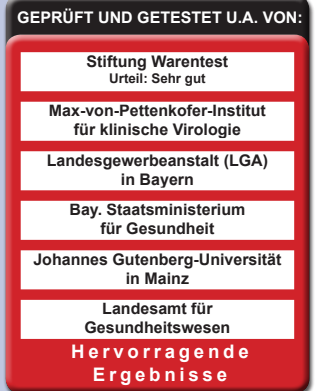 GEPRÜFT UND GETESTET U.A. VON:
Stiftung Warentest
Urteil: Sehr gut
Max-von-Pettenkofer-Institut
für klinische Virologie
Landesgewerbeanstalt (LGA)
in Bayern
Bay. Staatsministerium
für Gesundheit
Johannes Gutenberg-Universität
in Mainz
Landesamt für
Gesundheitswesen
Hervorragende
Ergebnisse